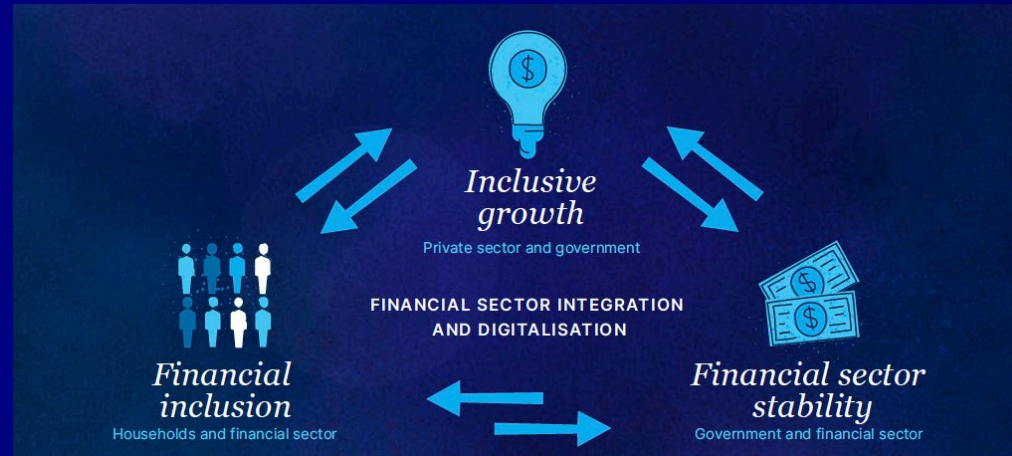 $
Inclusive
growth
Private sector and government
FINANCIAL SECTOR INTEGRATION
AND DIGITALISATION
$
$
Financial
inclusion
Households and financial sector
Financial sector
stability
Government and financial sector